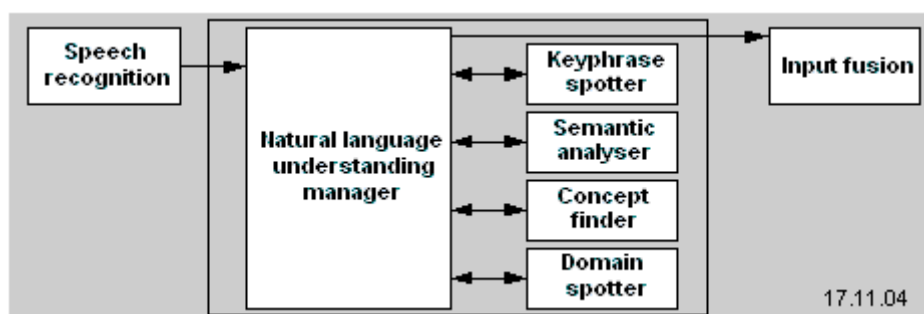 Speech
recognition
Natural language
understanding
manager
Keyphrase
spotter
Semantic
analyser
Concept
finder
Domain
spotter
Input fusion
17.11.04